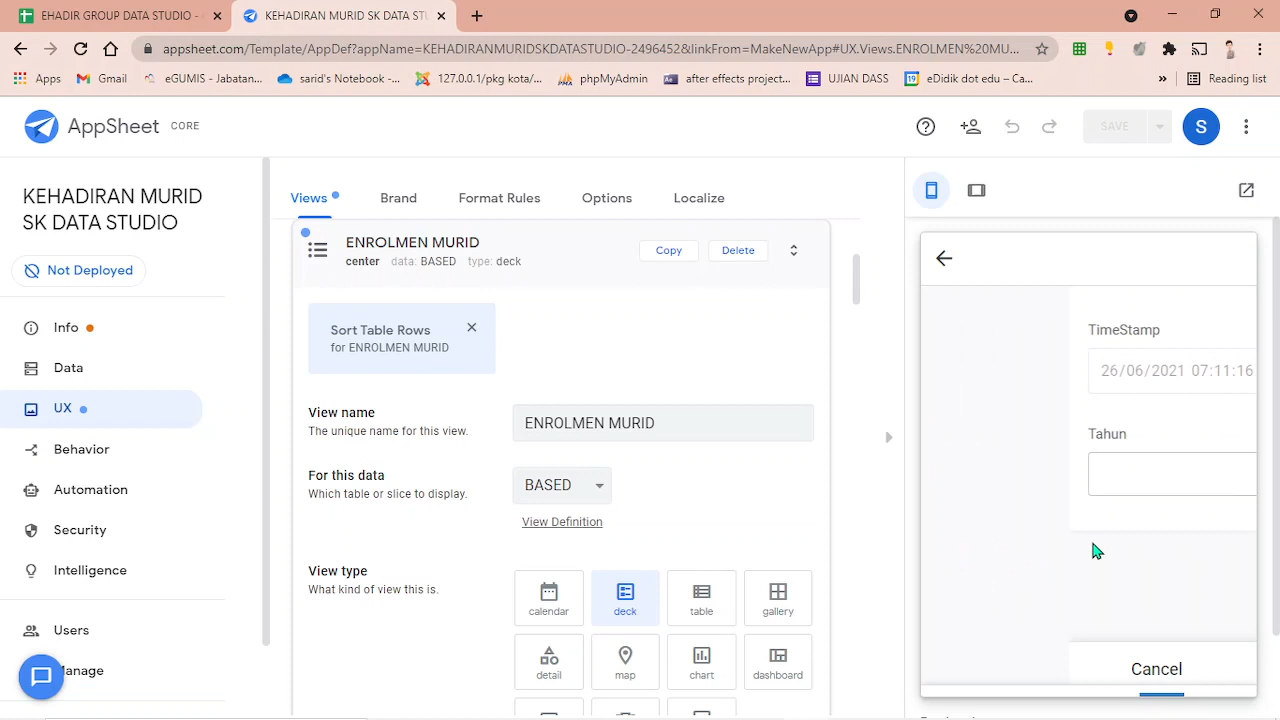 EHADIR GROUP DATA STUDIO -
KEHADIRAN MURID SK DATA STU
appsheet.com/Template/AppDef?appName=KEHADIRANMURIDSKDATASTUDIO-2496452&linkFrom=MakeNewApp#UX.Views.ENROLMEN%20MU...
Apps
Gmail
eGUMIS - Jabatan...
sarid's Notebook -...
127.0.0.1/pkg kota/...
phpMyAdmin
after effects project...
UJIAN DASS
eDidik dot edu – Ca...
»
Reading list
AppSheet CORE
SAVE
S
KEHADIRAN MURID
SK DATA STUDIO
Not Deployed
Info
Data
UX
Behavior
Automation
Security
Intelligence
Users
anage
Views
Brand
Format Rules
Options
Localize
ENROLMEN MURID
center data: BASED type: deck
Copy
Delete
Sort Table Rows
for ENROLMEN MURID
View name
The unique name for this view.
ENROLMEN MURID
For this data
Which table or slice to display.
BASED
View Definition
View type
What kind of view this is.
calendar
deck
table
gallery
detail
map
chart
dashboard
TimeStamp
26/06/2021 07:11:16
Tahun
Cancel